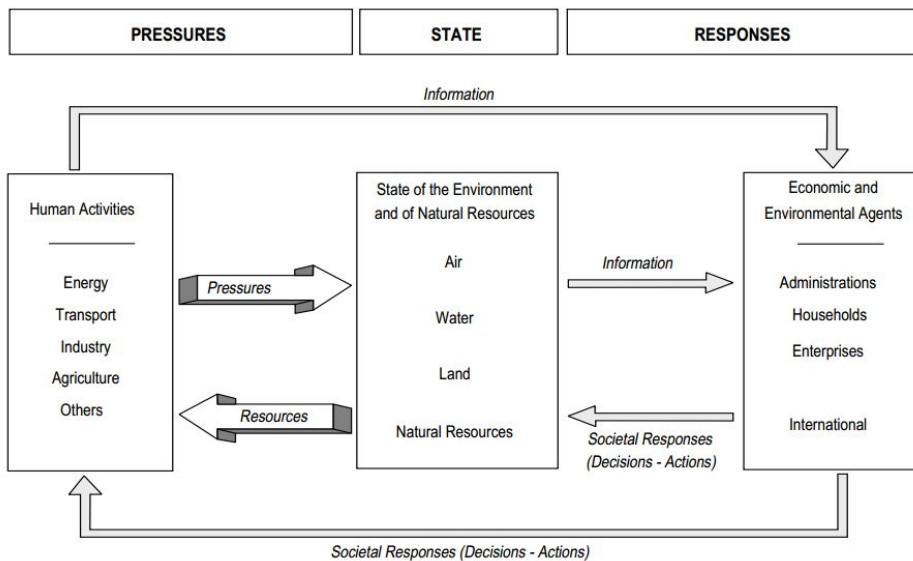 PRESSURES
STATE
RESPONSES
Information
Human Activities
Energy
Transport
Industry
Agriculture
Others
Pressures
Resources
State of the Environment
and of Natural Resources
Air
Water
Land
Natural Resources
Information
Societal Responses
(Decisions - Actions)
Economic and
Environmental Agents
Administrations
Households
Enterprises
International
Societal Responses (Decisions - Actions)